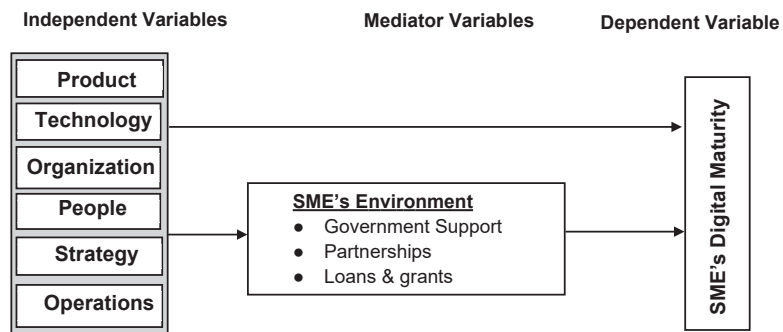 Independent Variables
Mediator Variables
Dependent Variable
Product
Technology
Organization
People
Strategy
Operations
SME’s Environment
● Government Support
● Partnerships
● Loans & grants
SME’s Digital Maturity